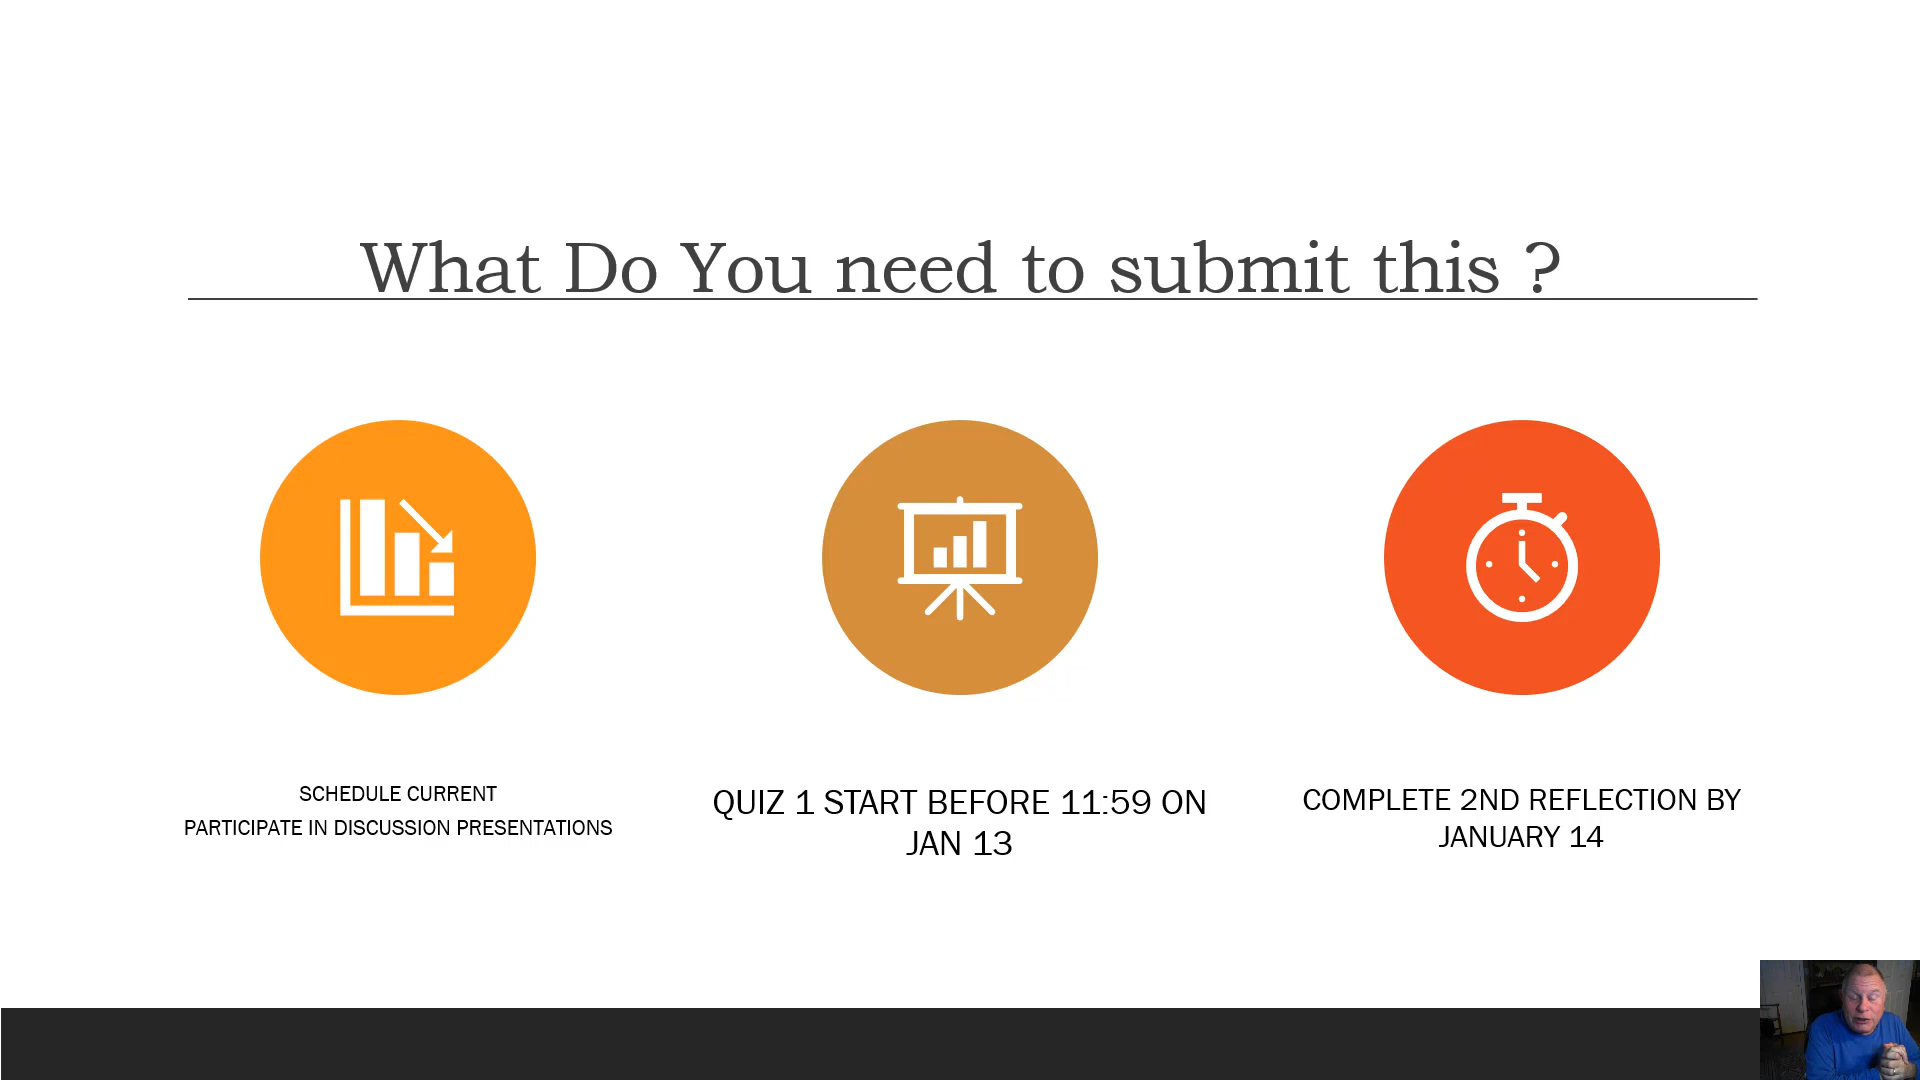 What Do You need to submit this ?
SCHEDULE CURRENT
PARTICIPATE IN DISCUSSION PRESENTATIONS
QUIZ 1 START BEFORE 11:59 ON
JAN 13
COMPLETE 2ND REFLECTION BY
JANUARY 14